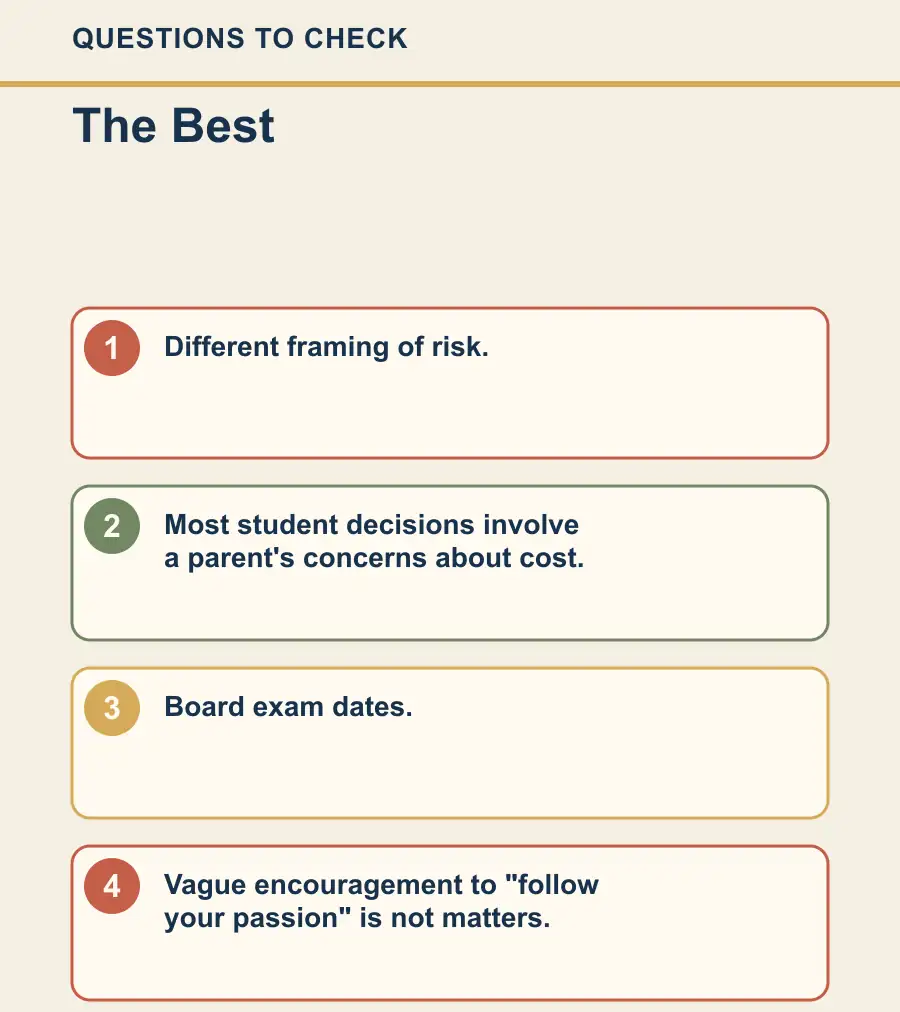 QUESTIONS TO CHECK
The Best
1
Different framing of risk.
2
Most student decisions involve
a parent's concerns about cost.
3
Board exam dates.
4
Vague encouragement to "follow
your passion" is not matters.